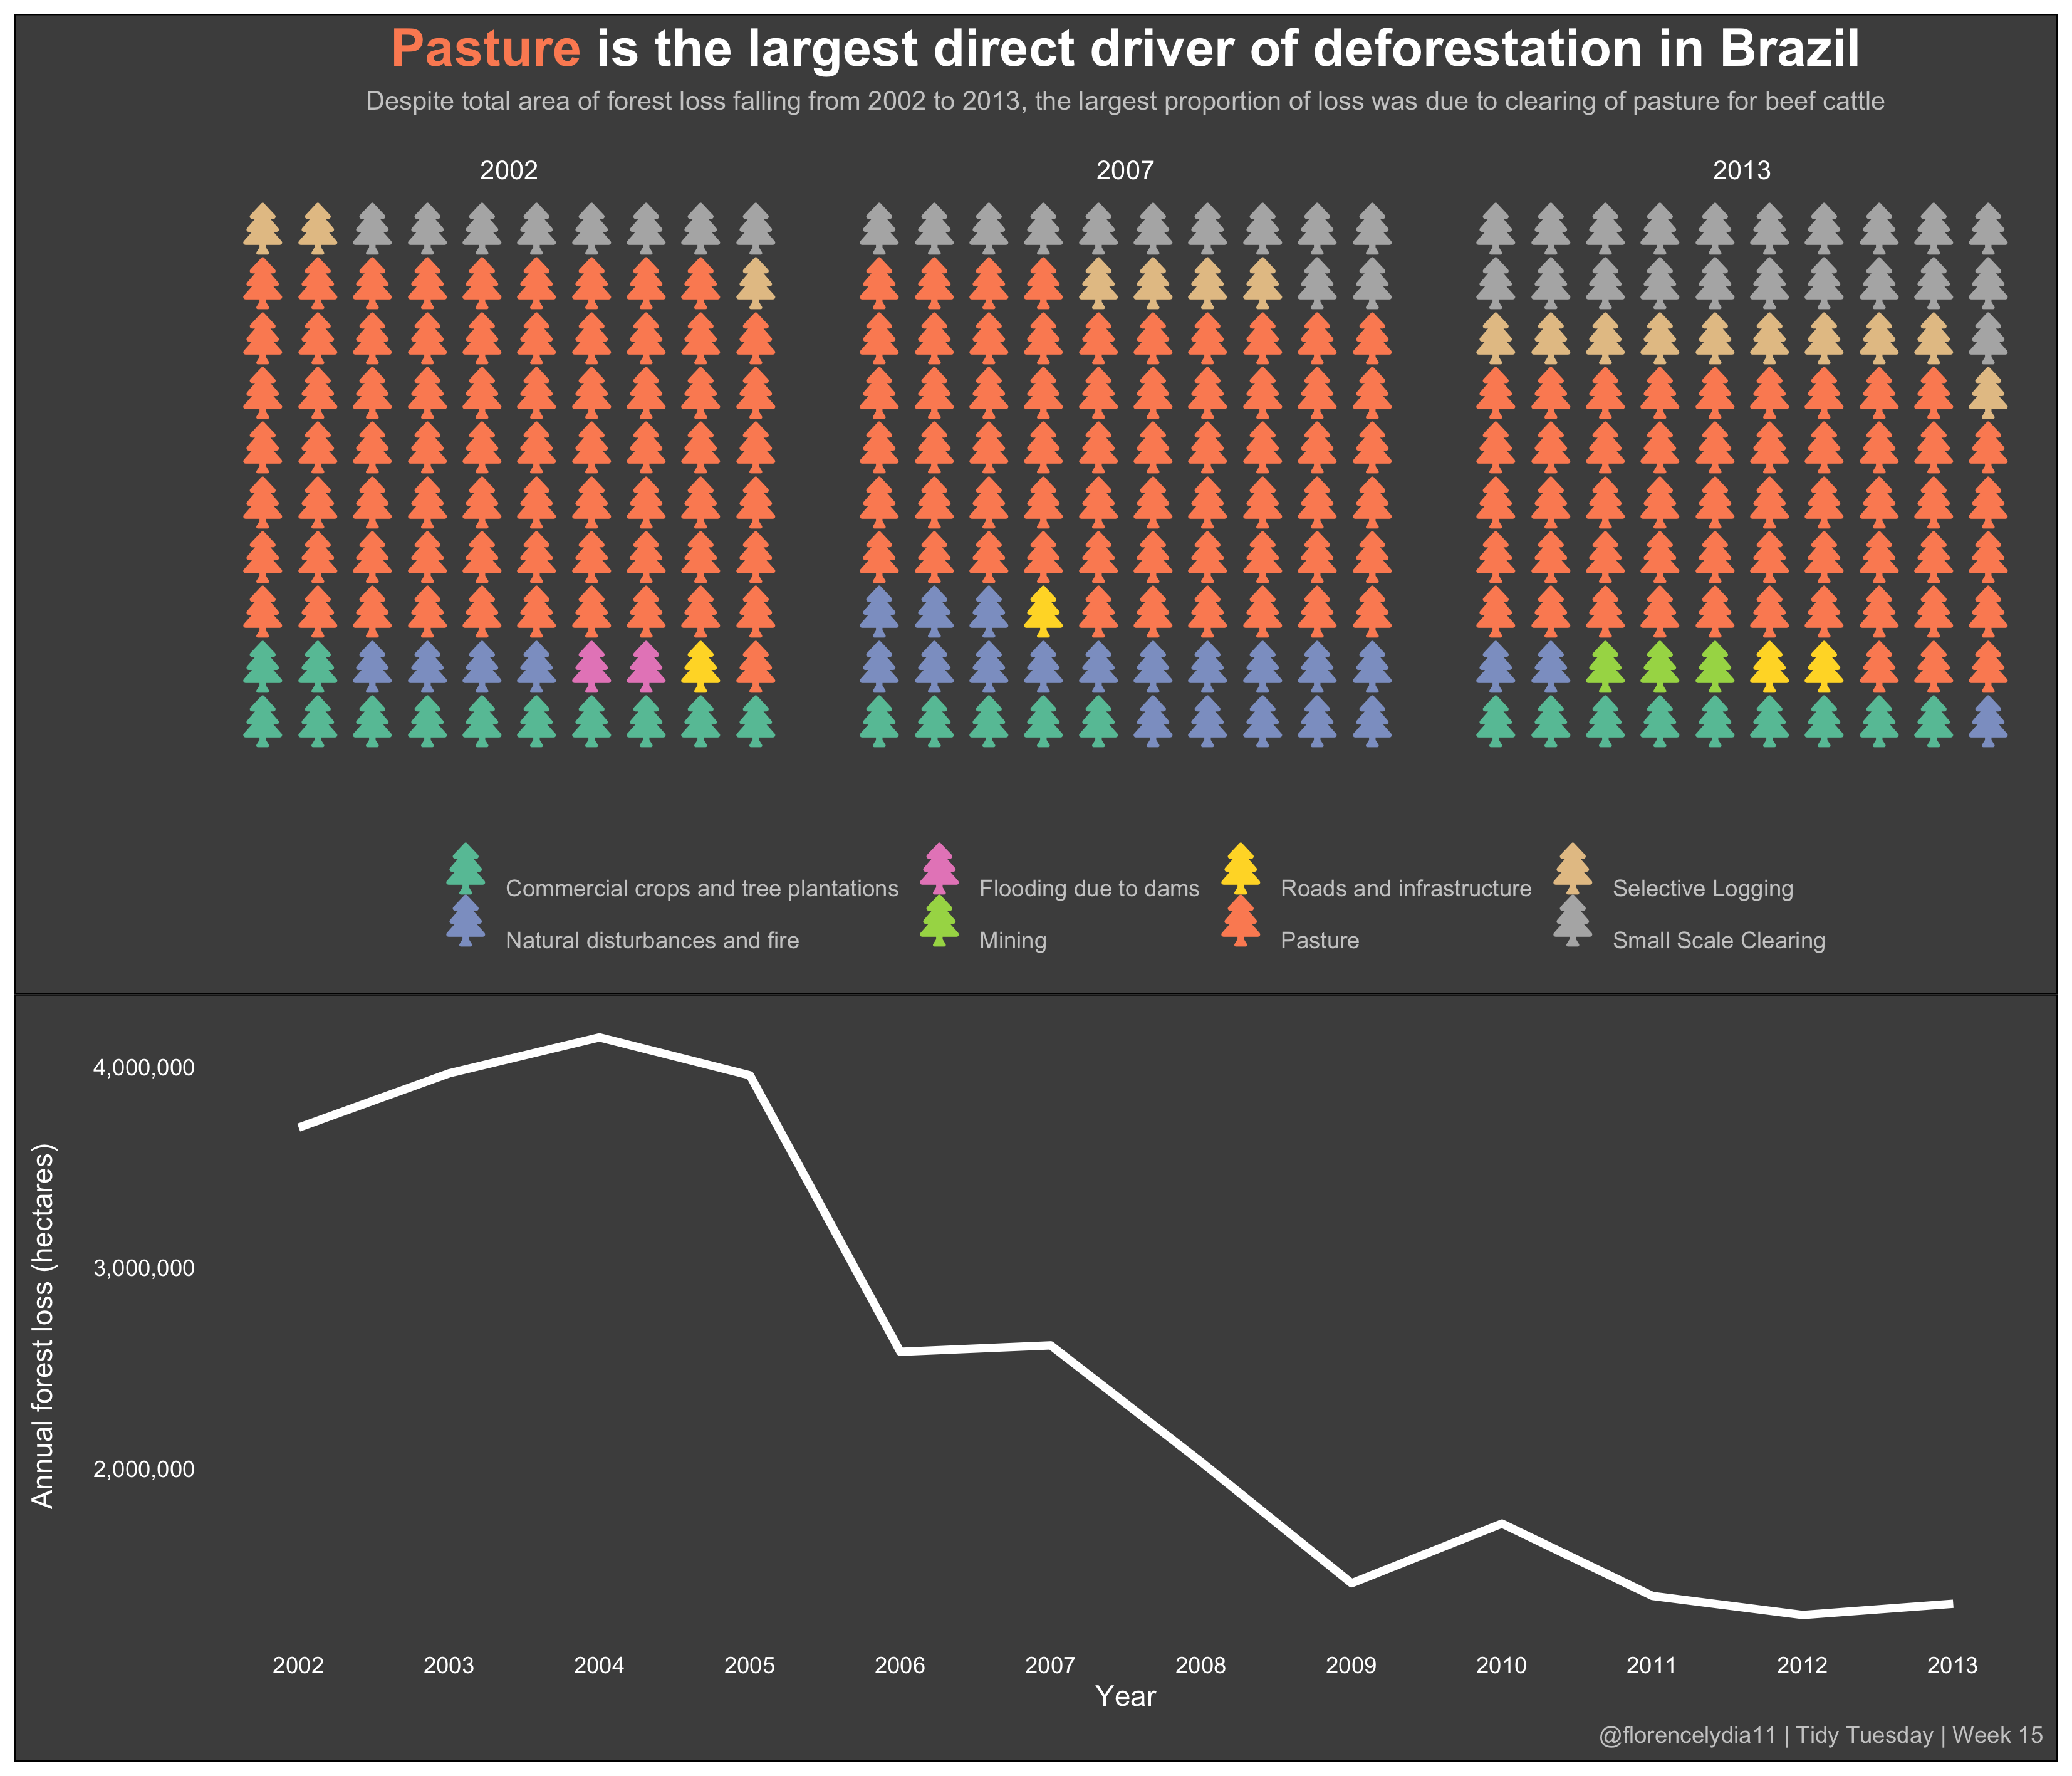 Pasture is the largest direct driver of deforestation in Brazil
Despite total area of forest loss falling from 2002 to 2013, the largest proportion of loss was due to clearing of pasture for beef cattle
2002 2007 2013
Commercial crops and tree plantations Flooding due to dams Roads and infrastructure Selective Logging
Natural disturbances and fire Mining Pasture Small Scale Clearing
Annual forest loss (hectares)
4,000,000
3,000,000
2,000,000
2002 2003 2004 2005 2006 2007 2008 2009 2010 2011 2012 2013
Year
@florencelydia11 | Tidy Tuesday | Week 15